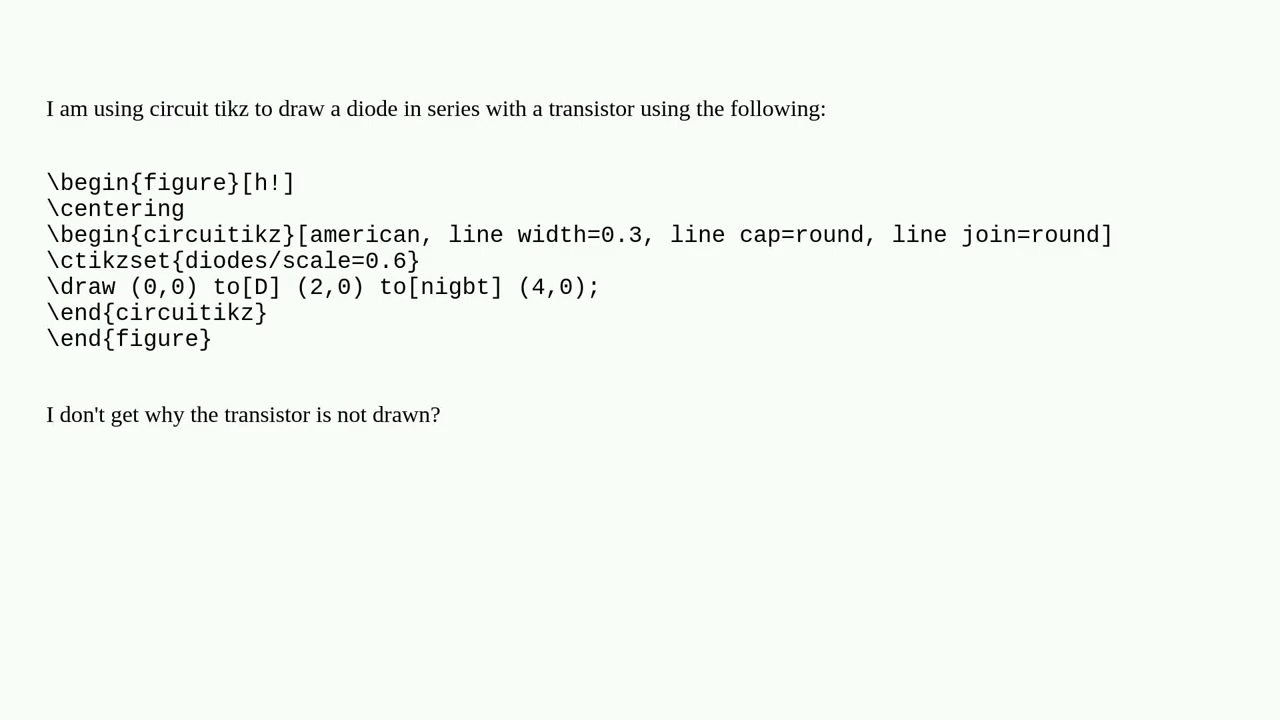 I am using circuit tikz to draw a diode in series with a transistor using the following:
\begin{figure}[h!]
\centering
\begin{circuitikz}[american, line width=0.3, line cap=round, line join=round]
\ctikzset{diodes/scale=0.6}
\draw (0,0) to[D] (2,0) to[nigbt] (4,0);
\end{circuitikz}
\end{figure}
I don't get why the transistor is not drawn?